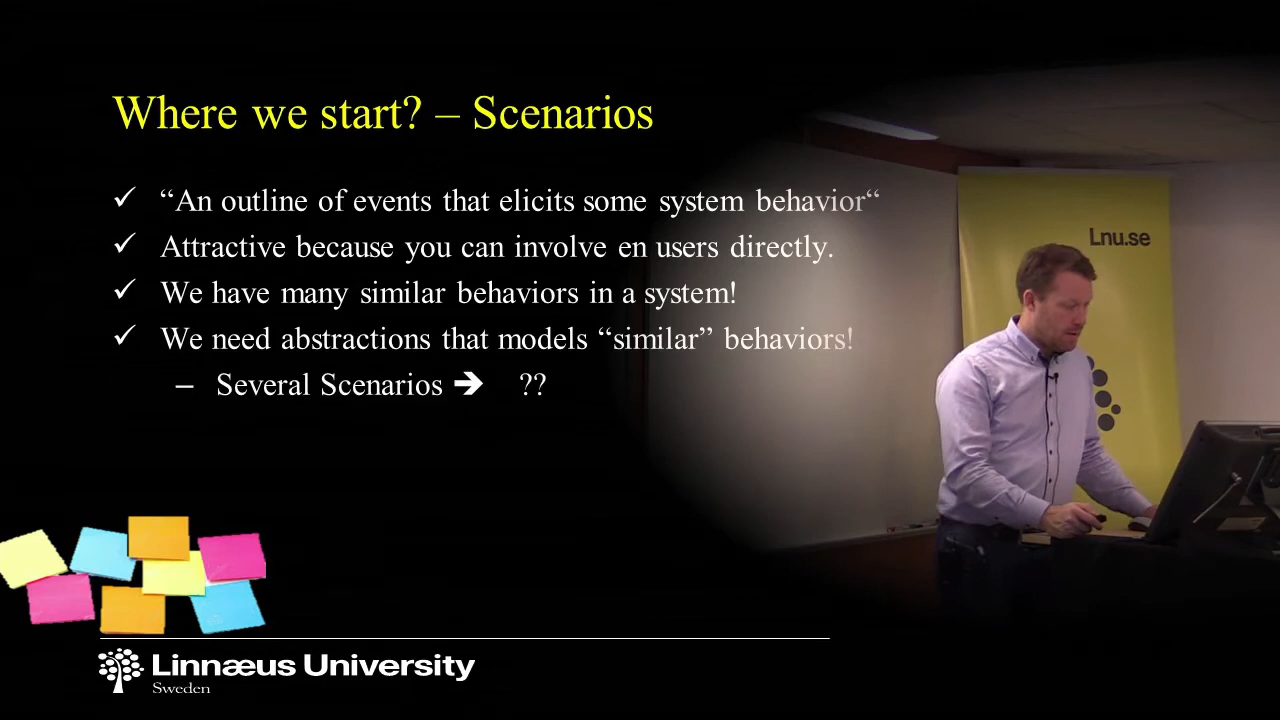 Where we start? – Scenarios
✓ “An outline of events that elicits some system behavior“
✓ Attractive because you can involve en users directly.
✓ We have many similar behaviors in a system!
✓ We need abstractions that models “similar” behaviors!
– Several Scenarios ➔ ??
Lnu.se
Linnæus University
Sweden